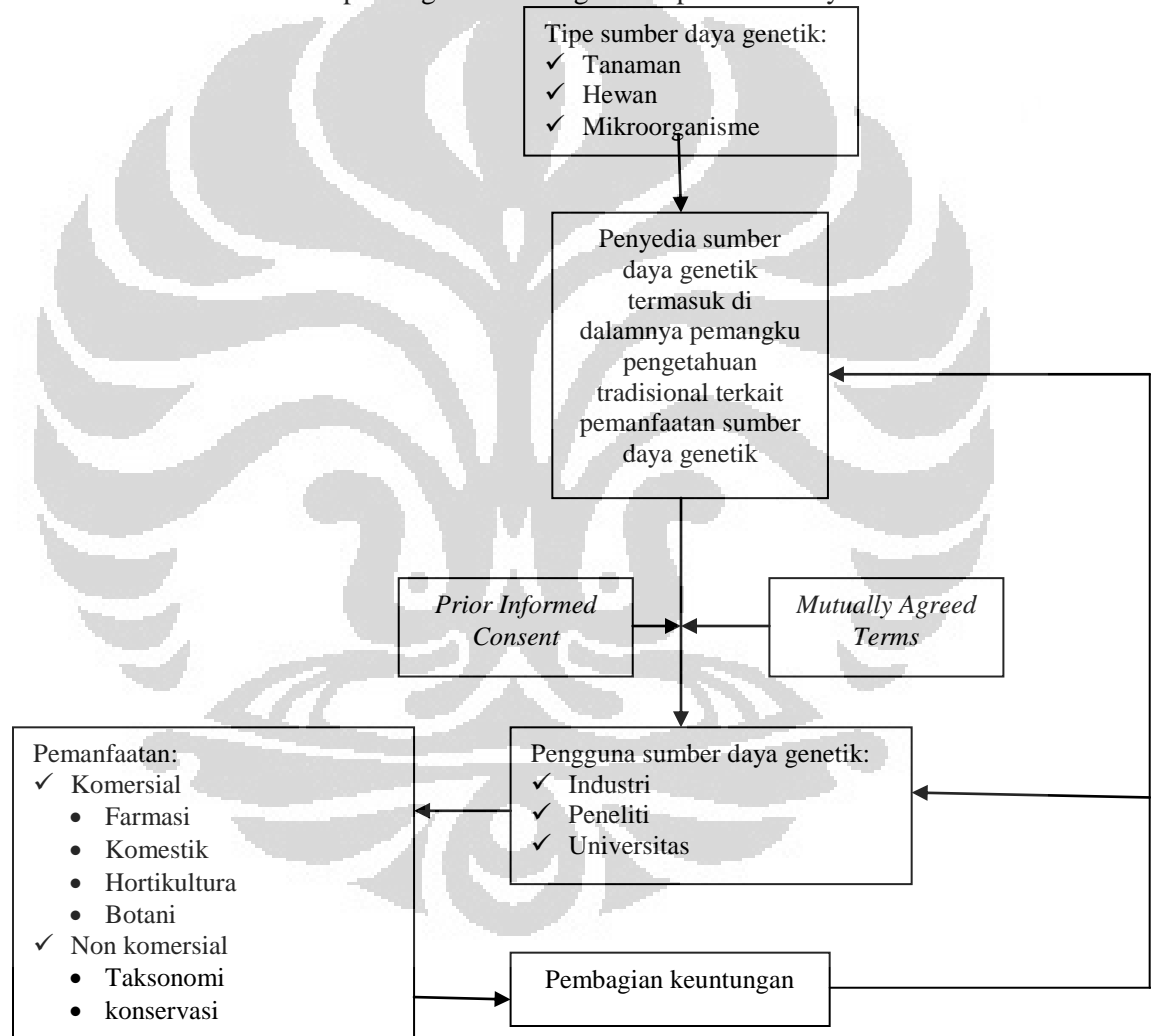 Tipe sumber daya genetik:
✓ Tanaman
✓ Hewan
✓ Mikroorganisme
Penyedia sumber
daya genetik
termasuk di
dalamnya pemangku
pengetahuan
tradisional terkait
pemanfaatan sumber
daya genetik
Prior Informed
Consent
Mutually Agreed
Terms
Pemanfaatan:
✓ Komersial
• Farmasi
• Komestik
• Hortikultura
• Botani
✓ Non komersial
• Taksonomi
• konservasi
Pengguna sumber daya genetik:
✓ Industri
✓ Peneliti
✓ Universitas
Pembagian keuntungan